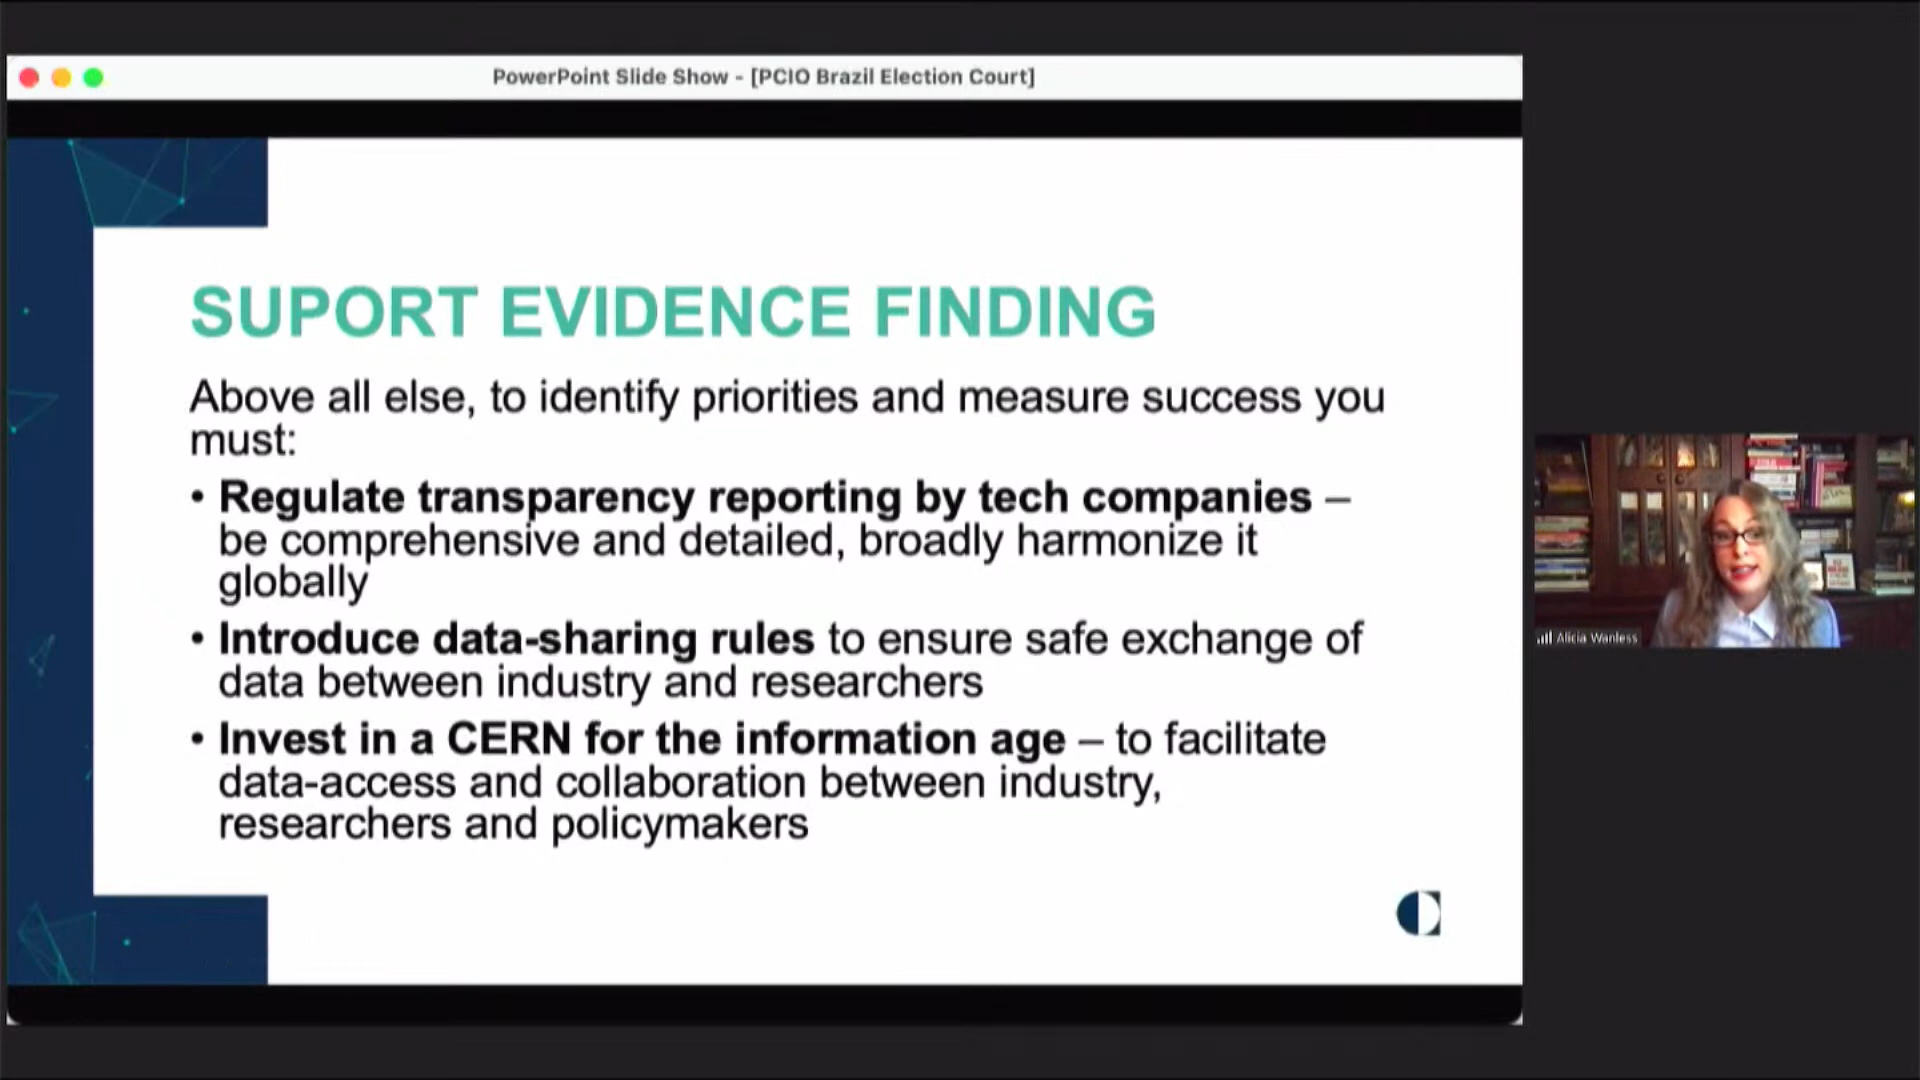 PowerPoint Slide Show - [PCIO Brazil Election Court]
SUPORT EVIDENCE FINDING
Above all else, to identify priorities and measure success you
must:
• Regulate transparency reporting by tech companies –
be comprehensive and detailed, broadly harmonize it
globally
• Introduce data-sharing rules to ensure safe exchange of
data between industry and researchers
• Invest in a CERN for the information age – to facilitate
data-access and collaboration between industry,
researchers and policymakers
Alicia Wanless